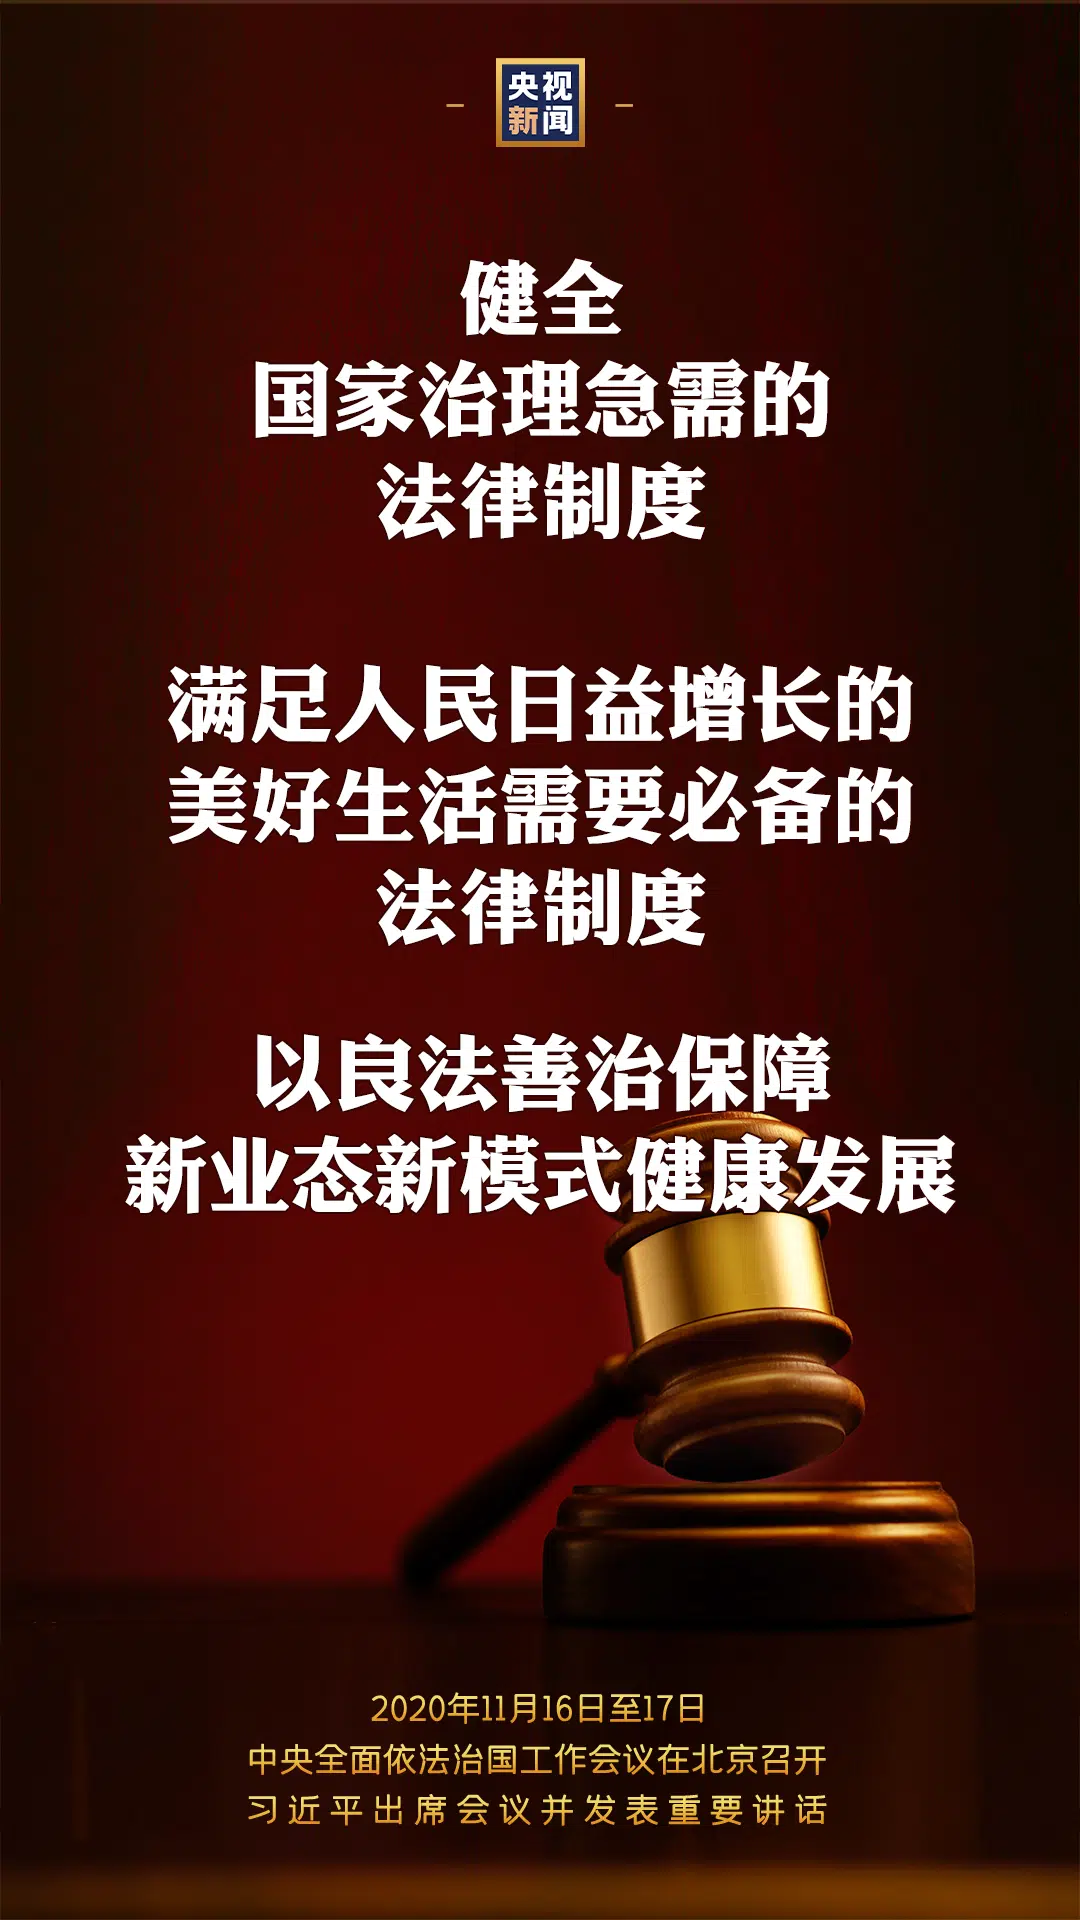 央视
新闻
健全
国家治理急需的
法律制度
满足人民日益增长的
美好生活需要必备的
法律制度
以良法善治保障
新业态新模式健康发展
2020年11月16日至17日
中央全面依法治国工作会议在北京召开
习近平出席会议并发表重要讲话